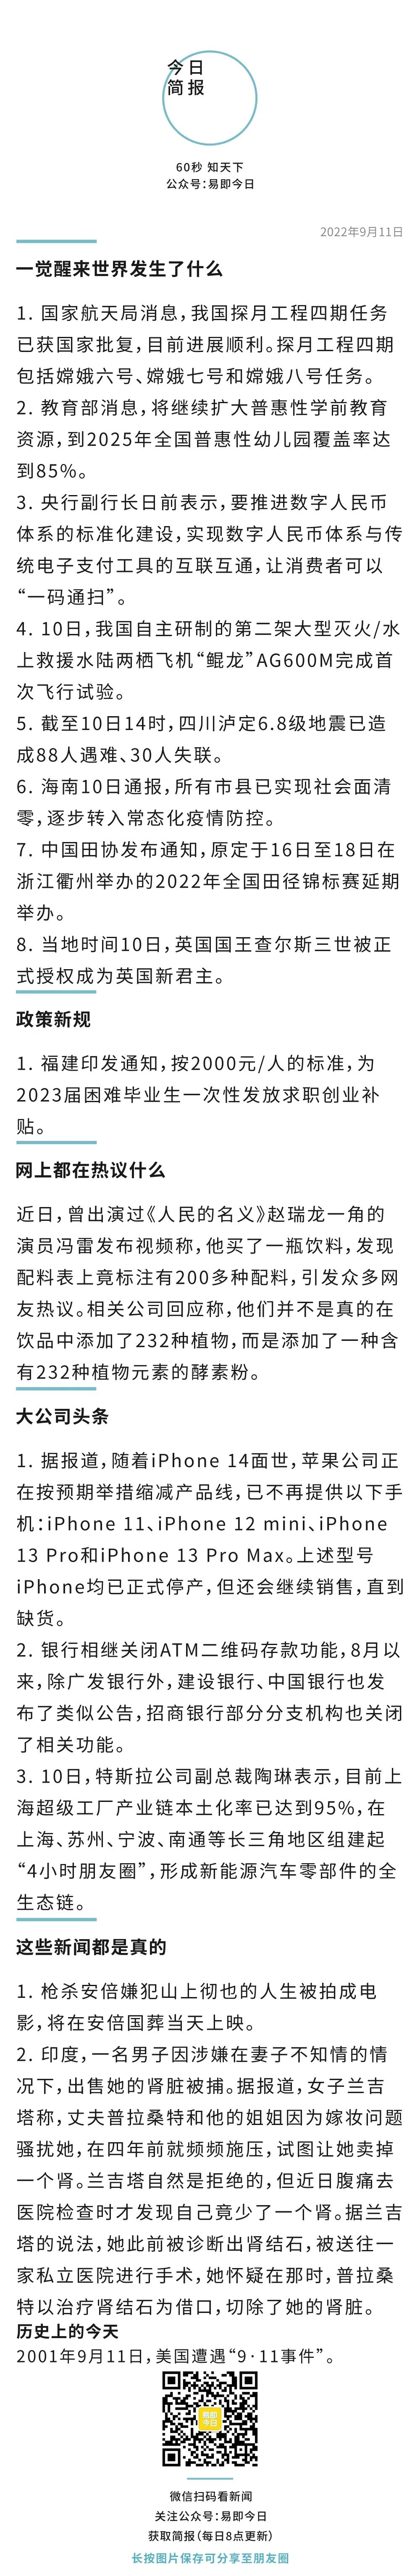 今日
简报
60秒 知天下
公众号：易即今日
2022年9月11日
一觉醒来世界发生了什么
1. 国家航天局消息，我国探月工程四期任务
已获国家批复，目前进展顺利。探月工程四期
包括嫦娥六号、嫦娥七号和嫦娥八号任务。
2. 教育部消息，将继续扩大普惠性学前教育
资源，到2025年全国普惠性幼儿园覆盖率达
到85%。
3. 央行副行长日前表示，要推进数字人民币
体系的标准化建设，实现数字人民币体系与传
统电子支付工具的互联互通，让消费者可以
“一码通扫”。
4. 10日，我国自主研制的第二架大型灭火/水
上救援水陆两栖飞机“鲲龙”AG600M完成首
次飞行试验。
5. 截至10日14时，四川泸定6.8级地震已造
成88人遇难、30人失联。
6. 海南10日通报，所有市县已实现社会面清
零，逐步转入常态化疫情防控。
7. 中国田协发布通知，原定于16日至18日在
浙江衢州举办的2022年全国田径锦标赛延期
举办。
8. 当地时间10日，英国国王查尔斯三世被正
式授权成为英国新君主。
政策新规
1. 福建印发通知，按2000元/人的标准，为
2023届困难毕业生一次性发放求职创业补
贴。
网上都在热议什么
近日，曾出演过《人民的名义》赵瑞龙一角的
演员冯雷发布视频称，他买了一瓶饮料，发现
配料表上竟标注有200多种配料，引发众多网
友热议。相关公司回应称，他们并不是真的在
饮品中添加了232种植物，而是添加了一种含
有232种植物元素的酵素粉。
大公司头条
1. 据报道，随着iPhone 14面世，苹果公司正
在按预期举措缩减产品线，已不再提供以下手
机：iPhone 11、iPhone 12 mini、iPhone
13 Pro和iPhone 13 Pro Max。上述型号
iPhone均已正式停产，但还会继续销售，直到
缺货。
2. 银行相继关闭ATM二维码存款功能，8月以
来，除广发银行外，建设银行、中国银行也发
布了类似公告，招商银行部分分支机构也关闭
了相关功能。
3. 10日，特斯拉公司副总裁陶琳表示，目前上
海超级工厂产业链本土化率已达到95%，在
上海、苏州、宁波、南通等长三角地区组建起
“4小时朋友圈”，形成新能源汽车零部件的全
生态链。
这些新闻都是真的
1. 枪杀安倍嫌犯山上彻也的人生被拍成电
影，将在安倍国葬当天上映。
2. 印度，一名男子因涉嫌在妻子不知情的情
况下，出售她的肾脏被捕。据报道，女子兰吉
塔称，丈夫普拉桑特和他的姐姐因为嫁妆问题
骚扰她，在四年前就频频施压，试图让她卖掉
一个肾。兰吉塔自然是拒绝的，但近日腹痛去
医院检查时才发现自己竟少了一个肾。据兰吉
塔的说法，她此前被诊断出肾结石，被送往一
家私立医院进行手术，她怀疑在那时，普拉桑
特以治疗肾结石为借口，切除了她的肾脏。
历史上的今天
2001年9月11日，美国遭遇“9·11事件”。
易即
今日
微信扫码看新闻
关注公众号：易即今日
获取简报（每日8点更新）
长按图片保存可分享至朋友圈